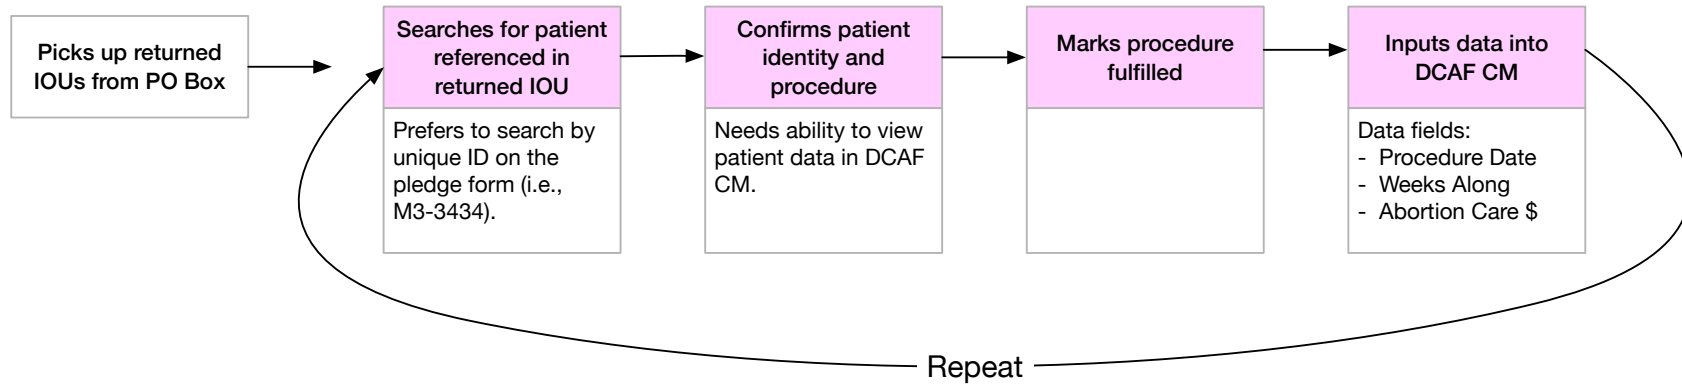 Picks up returned
IOUs from PO Box
Searches for patient
referenced in
returned IOU
Prefers to search by
unique ID on the
pledge form (i.e.,
M3-3434).
Confirms patient
identity and
procedure
Needs ability to view
patient data in DCAF
CM.
Marks procedure
fulfilled
Inputs data into
DCAF CM
Data fields:
- Procedure Date
- Weeks Along
- Abortion Care $
Repeat